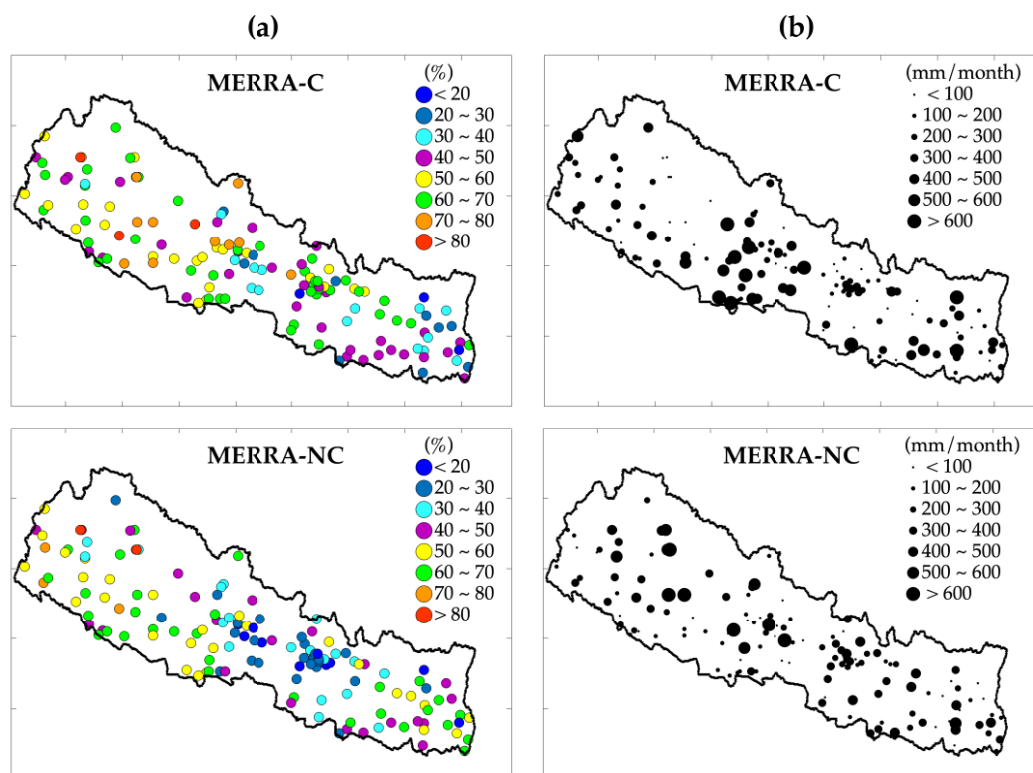 (a)
(b)
MERRA-C
(%)
< 20
20 ~ 30
30 ~ 40
40 ~ 50
50 ~ 60
60 ~ 70
70 ~ 80
> 80
MERRA-C
(mm/month)
< 100
100 ~ 200
200 ~ 300
300 ~ 400
400 ~ 500
500 ~ 600
> 600
MERRA-NC
(%)
< 20
20 ~ 30
30 ~ 40
40 ~ 50
50 ~ 60
60 ~ 70
70 ~ 80
> 80
MERRA-NC
(mm/month)
< 100
100 ~ 200
200 ~ 300
300 ~ 400
400 ~ 500
500 ~ 600
> 600